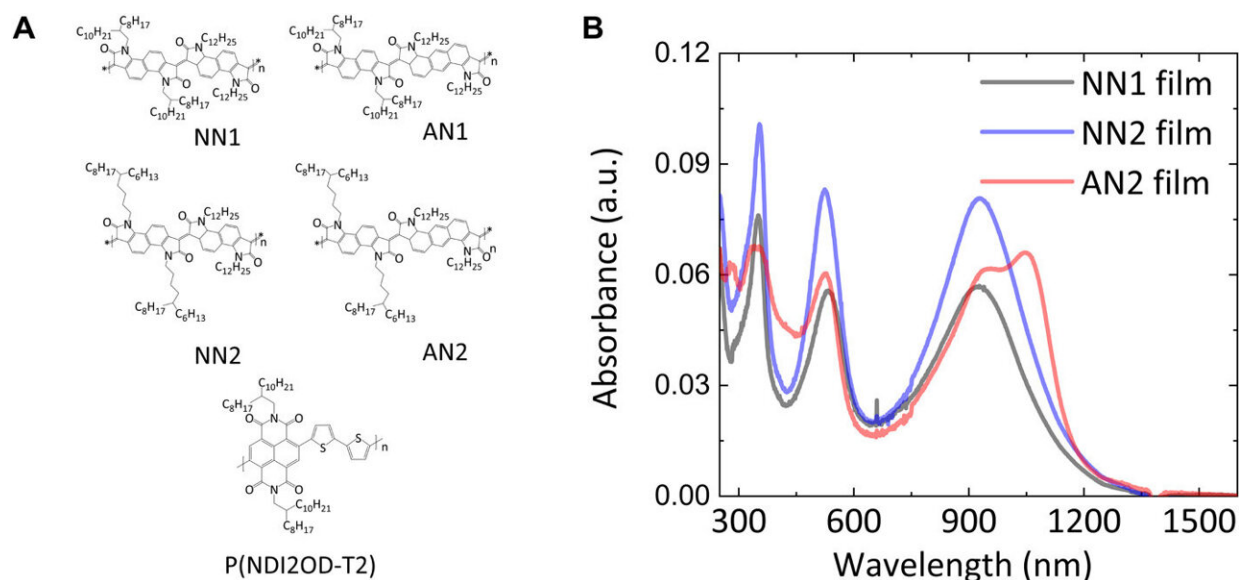 A
C8H17
C10H21
N
O
N
C12H25
O
*
*
n
N
O
C8H17
C10H21
N
C12H25
O
NN1
C8H17
C10H21
N
O
N
C12H25
O
*
*
n
N
O
C8H17
C10H21
N
C12H25
O
AN1
C8H17
C6H13
N
O
N
C12H25
O
*
*
n
N
O
C8H17
C6H13
N
C12H25
O
NN2
C8H17
C6H13
N
O
N
C12H25
O
*
*
n
N
O
C8H17
C6H13
N
C12H25
O
AN2
C10H21
C8H17
O
N
O
S
S
n
O
N
O
C10H21
C8H17
P(NDI2OD-T2)
B
Absorbance (a.u.)
0.12
0.09
0.06
0.03
0.00
NN1 film
NN2 film
AN2 film
300 600 900 1200 1500
Wavelength (nm)